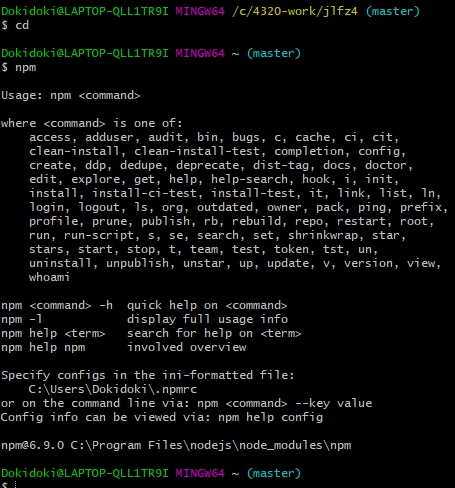 Dokidoki@LAPTOP-QLL1TR9I MINGW64 /c/4320-work/jlfz4 (master)
$ cd
Dokidoki@LAPTOP-QLL1TR9I MINGW64 ~ (master)
$ npm
Usage: npm <command>
where <command> is one of:
    access, adduser, audit, bin, bugs, c, cache, ci, cit,
    clean-install, clean-install-test, completion, config,
    create, ddp, dedupe, deprecate, dist-tag, docs, doctor,
    edit, explore, get, help, help-search, hook, i, init,
    install, install-ci-test, install-test, it, link, list, ln,
    login, logout, ls, org, outdated, owner, pack, ping, prefix,
    profile, prune, publish, rb, rebuild, repo, restart, root,
    run, run-script, s, se, search, set, shrinkwrap, star,
    stars, start, stop, t, team, test, token, tst, un,
    uninstall, unpublish, unstar, up, update, v, version, view,
    whoami
npm <command> -h  quick help on <command>
npm -l            display full usage info
npm help <term>   search for help on <term>
npm help npm      involved overview
Specify configs in the ini-formatted file:
    C:\Users\Dokidoki\.npmrc
or on the command line via: npm <command> --key value
Config info can be viewed via: npm help config
npm@6.9.0 C:\Program Files\nodejs\node_modules\npm
Dokidoki@LAPTOP-QLL1TR9I MINGW64 ~ (master)
$